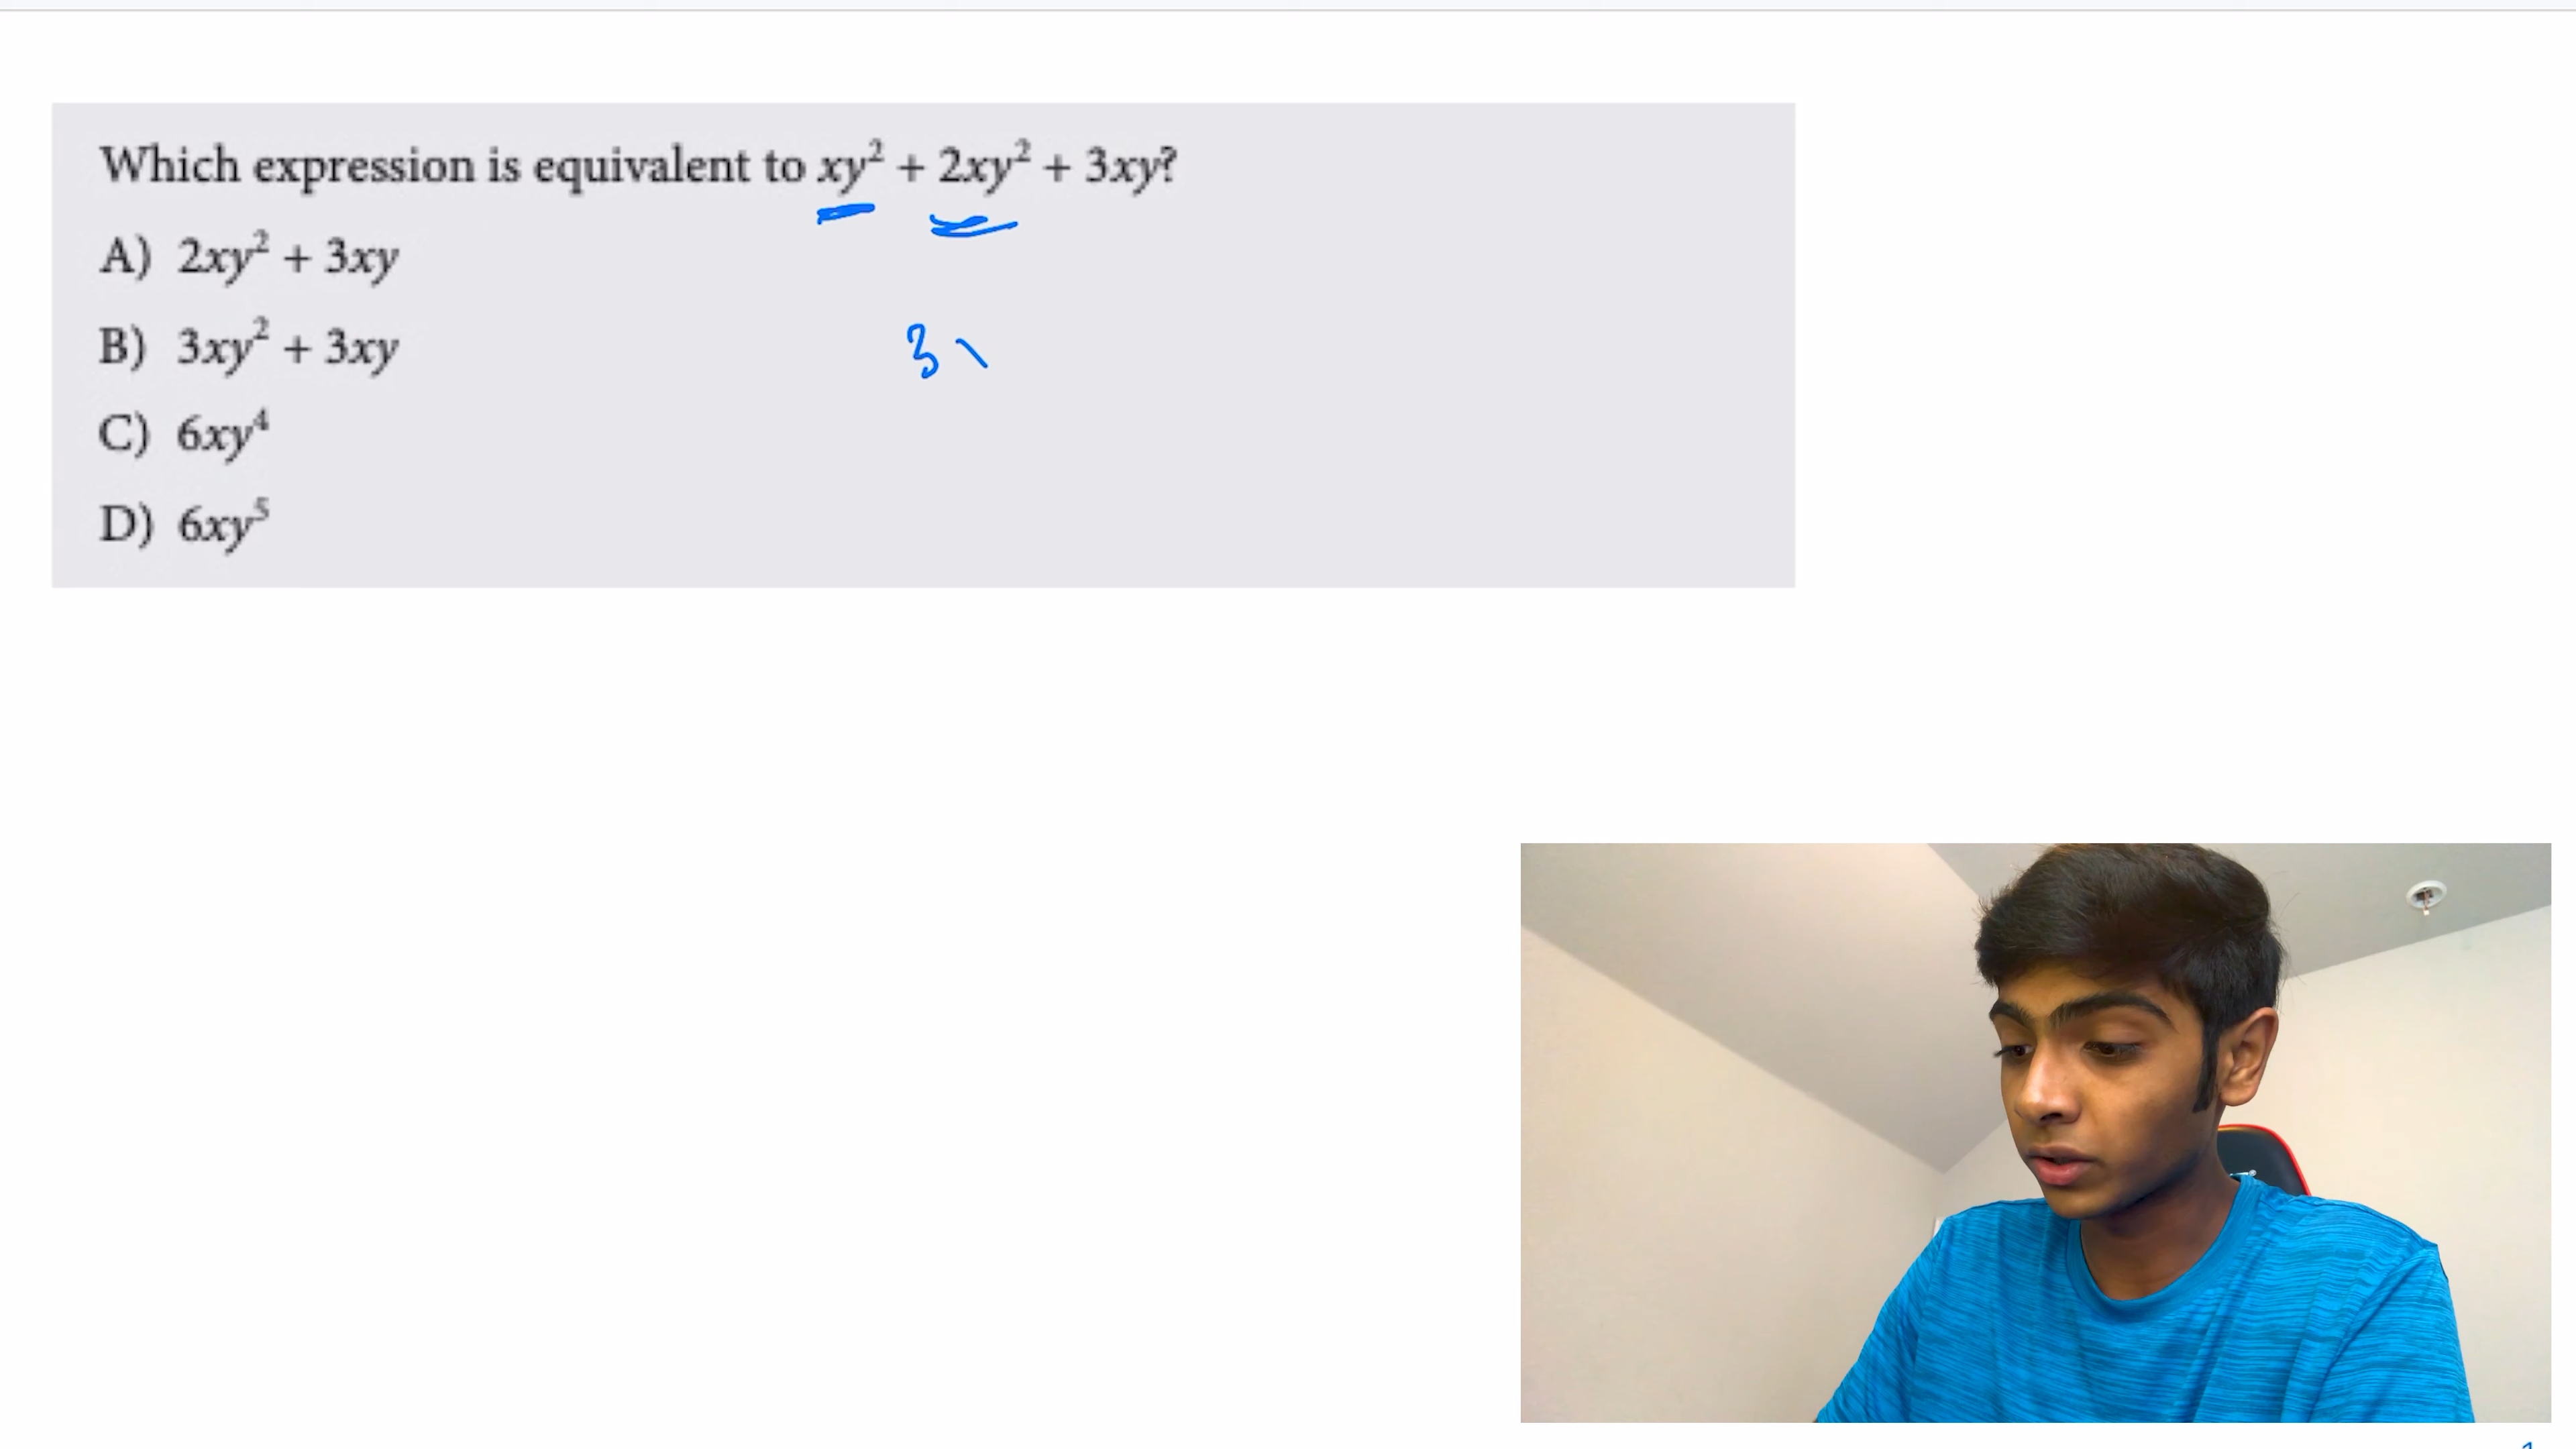 Which expression is equivalent to xy² + 2xy² + 3xy?
A) 2xy² + 3xy
B) 3xy² + 3xy
3
C) 6xy⁴
D) 6xy⁵